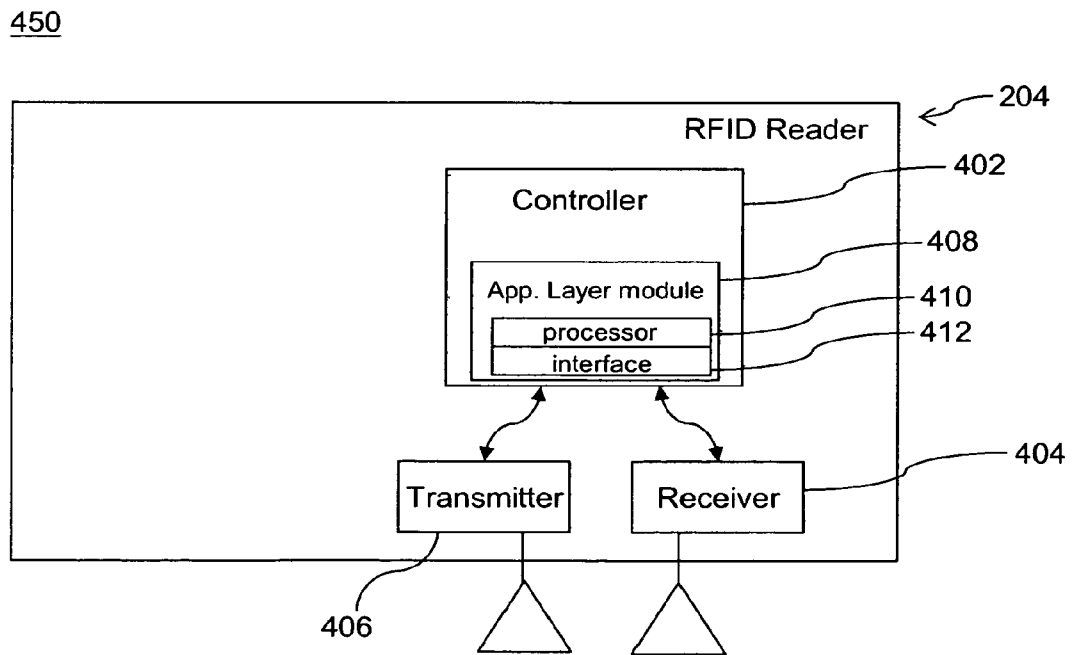 450
204
RFID Reader
402
Controller
408
App. Layer module
410
processor
412
interface
404
Transmitter
Receiver
406